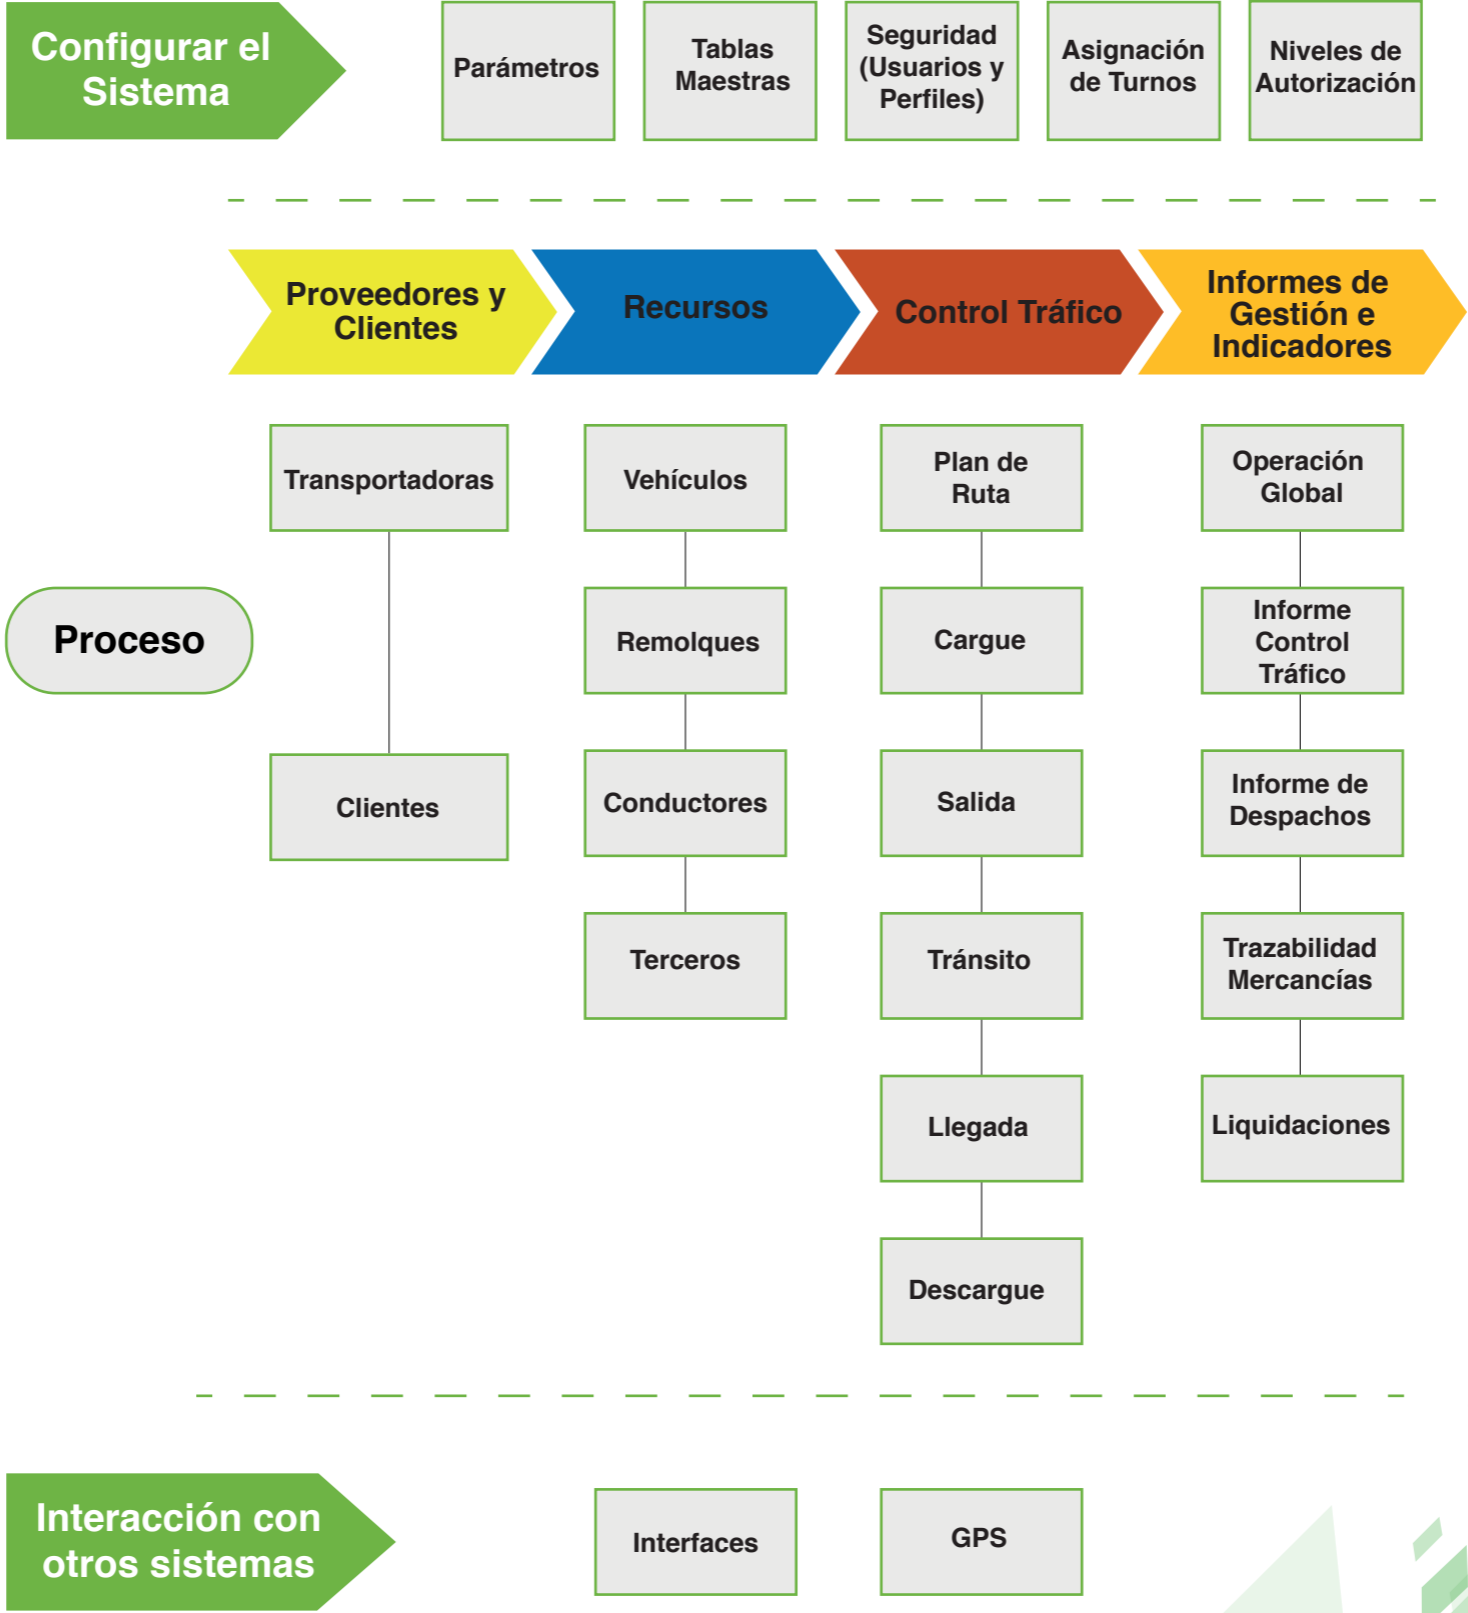 Configurar el
Sistema
Parámetros
Tablas
Maestras
Seguridad
(Usuarios y
Perfiles)
Asignación
de Turnos
Niveles de
Autorización
Proveedores y
Clientes
Recursos
Control Tráfico
Informes de
Gestión e
Indicadores
Proceso
Transportadoras
Clientes
Vehículos
Remolques
Conductores
Terceros
Plan de
Ruta
Cargue
Salida
Tránsito
Llegada
Descargue
Operación
Global
Informe
Control
Tráfico
Informe de
Despachos
Trazabilidad
Mercancías
Liquidaciones
Interacción con
otros sistemas
Interfaces
GPS